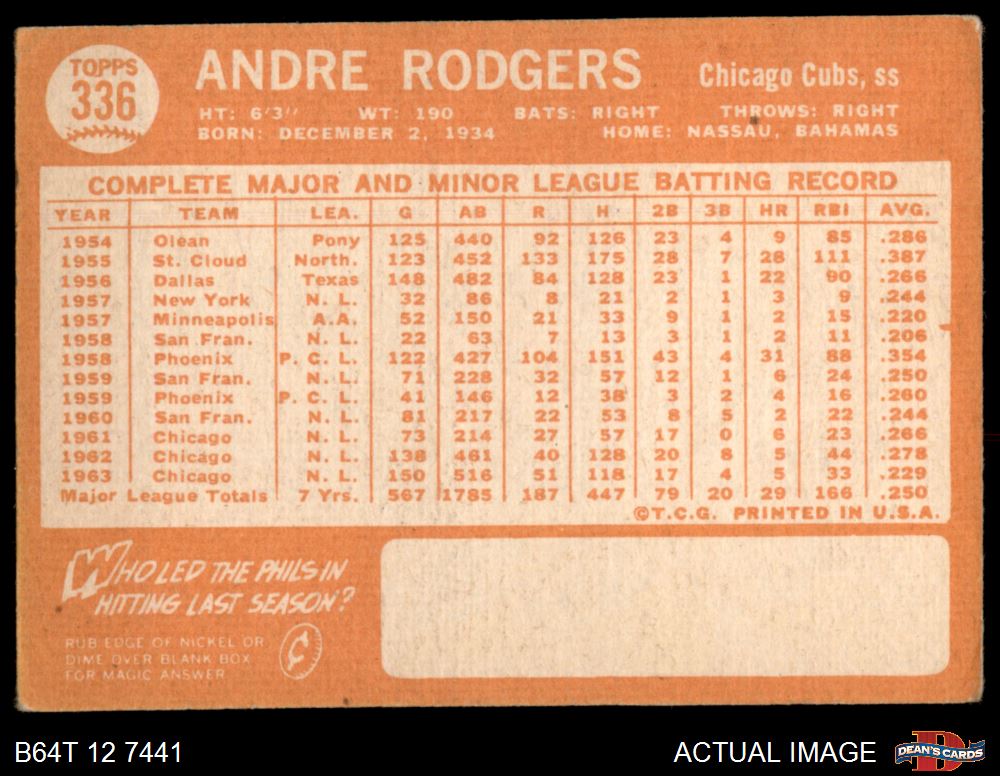 TOPPS
336
ANDRE RODGERS
Chicago Cubs, ss
HT: 6'3" WT: 190 BATS: RIGHT THROWS: RIGHT
BORN: DECEMBER 2, 1934 HOME: NASSAU, BAHAMAS
COMPLETE MAJOR AND MINOR LEAGUE BATTING RECORD
YEAR TEAM LEA. G AB R H 2B 3B HR RBI AVG.
1954 Olean Pony 125 440 92 126 23 4 9 85 .286
1955 St. Cloud North. 123 452 133 175 28 7 28 111 .387
1956 Dallas Texas 148 482 84 128 23 1 22 90 .266
1957 New York N. L. 32 86 8 21 2 1 3 9 .244
1957 Minneapolis A.A. 52 150 21 33 9 1 2 15 .220
1958 San Fran. N. L. 22 63 7 13 3 1 2 11 .206
1958 Phoenix P. C. L. 122 427 104 151 43 4 31 88 .354
1959 San Fran. N. L. 71 228 32 57 12 1 6 24 .250
1959 Phoenix P. C. L. 41 146 12 38 3 2 4 16 .260
1960 San Fran. N. L. 81 217 22 53 8 5 2 22 .244
1961 Chicago N. L. 73 214 27 57 17 0 6 23 .266
1962 Chicago N. L. 138 461 40 128 20 8 5 44 .278
1963 Chicago N. L. 150 516 51 118 17 4 5 33 .229
Major League Totals 7 Yrs. 567 1785 187 447 79 20 29 166 .250
©T.C.G. PRINTED IN U.S.A.
WHO LED THE PHILS IN
HITTING LAST SEASON?
RUB EDGE OF NICKEL OR
DIME OVER BLANK BOX
FOR MAGIC ANSWER
B64T 12 7441
ACTUAL IMAGE
DEAN'S CARDS